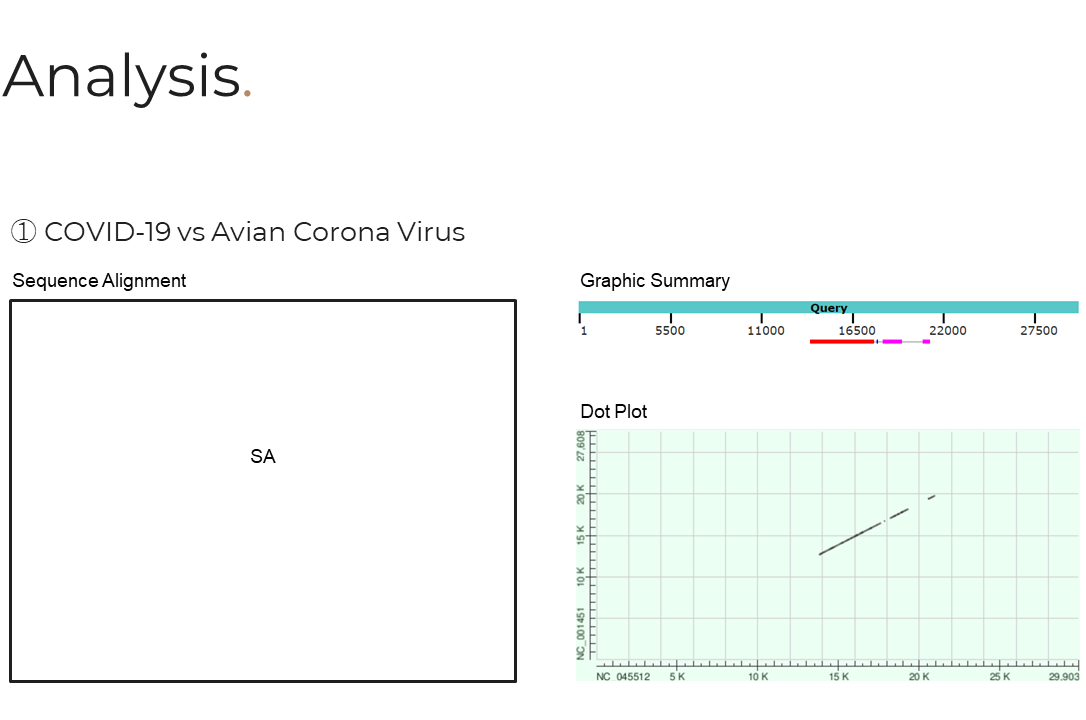 Analysis.
① COVID-19 vs Avian Corona Virus
Sequence Alignment
SA
Graphic Summary
Query
1 5500 11000 16500 22000 27500
Dot Plot
27,608
20 K
15 K
10 K
NC_001451
NC_045512 5 K 10 K 15 K 20 K 25 K 29,903